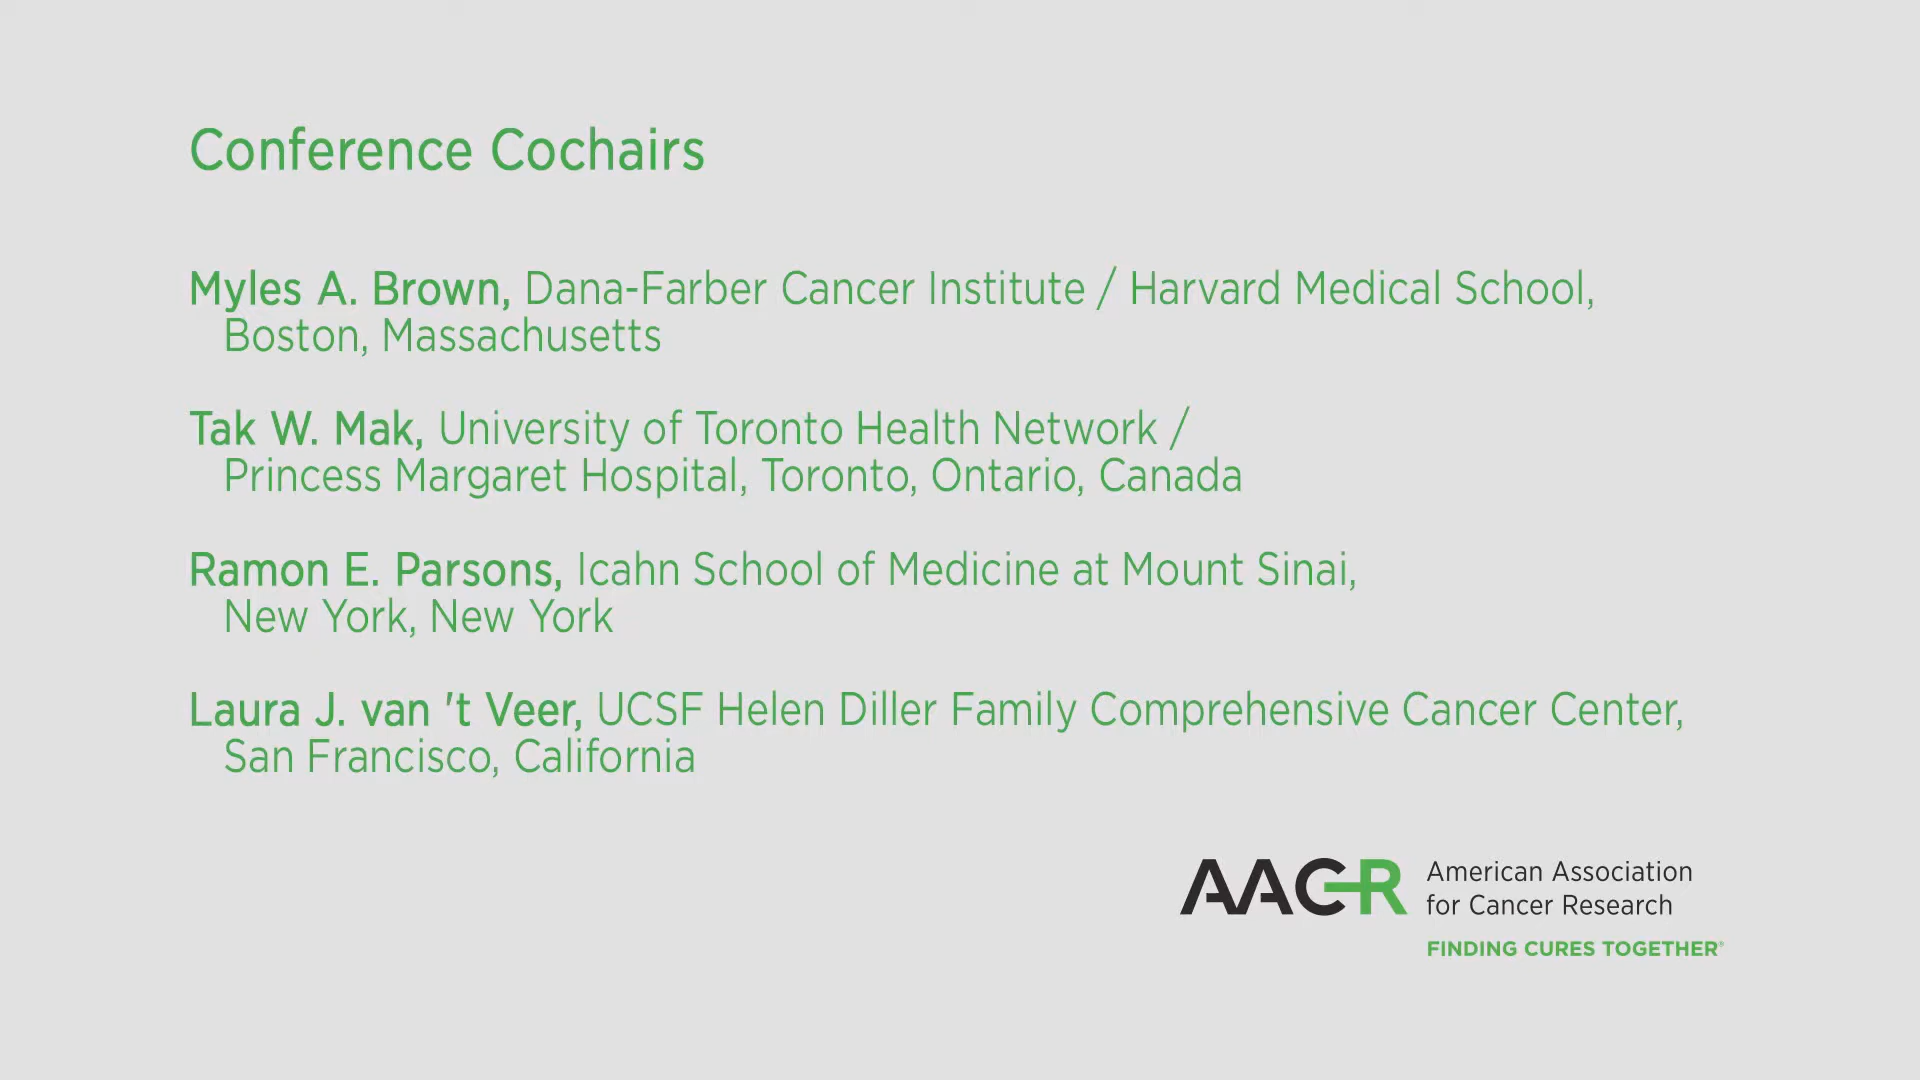 Conference Cochairs
Myles A. Brown, Dana-Farber Cancer Institute / Harvard Medical School,
Boston, Massachusetts
Tak W. Mak, University of Toronto Health Network /
Princess Margaret Hospital, Toronto, Ontario, Canada
Ramon E. Parsons, Icahn School of Medicine at Mount Sinai,
New York, New York
Laura J. van 't Veer, UCSF Helen Diller Family Comprehensive Cancer Center,
San Francisco, California
AACR American Association
for Cancer Research
FINDING CURES TOGETHER®